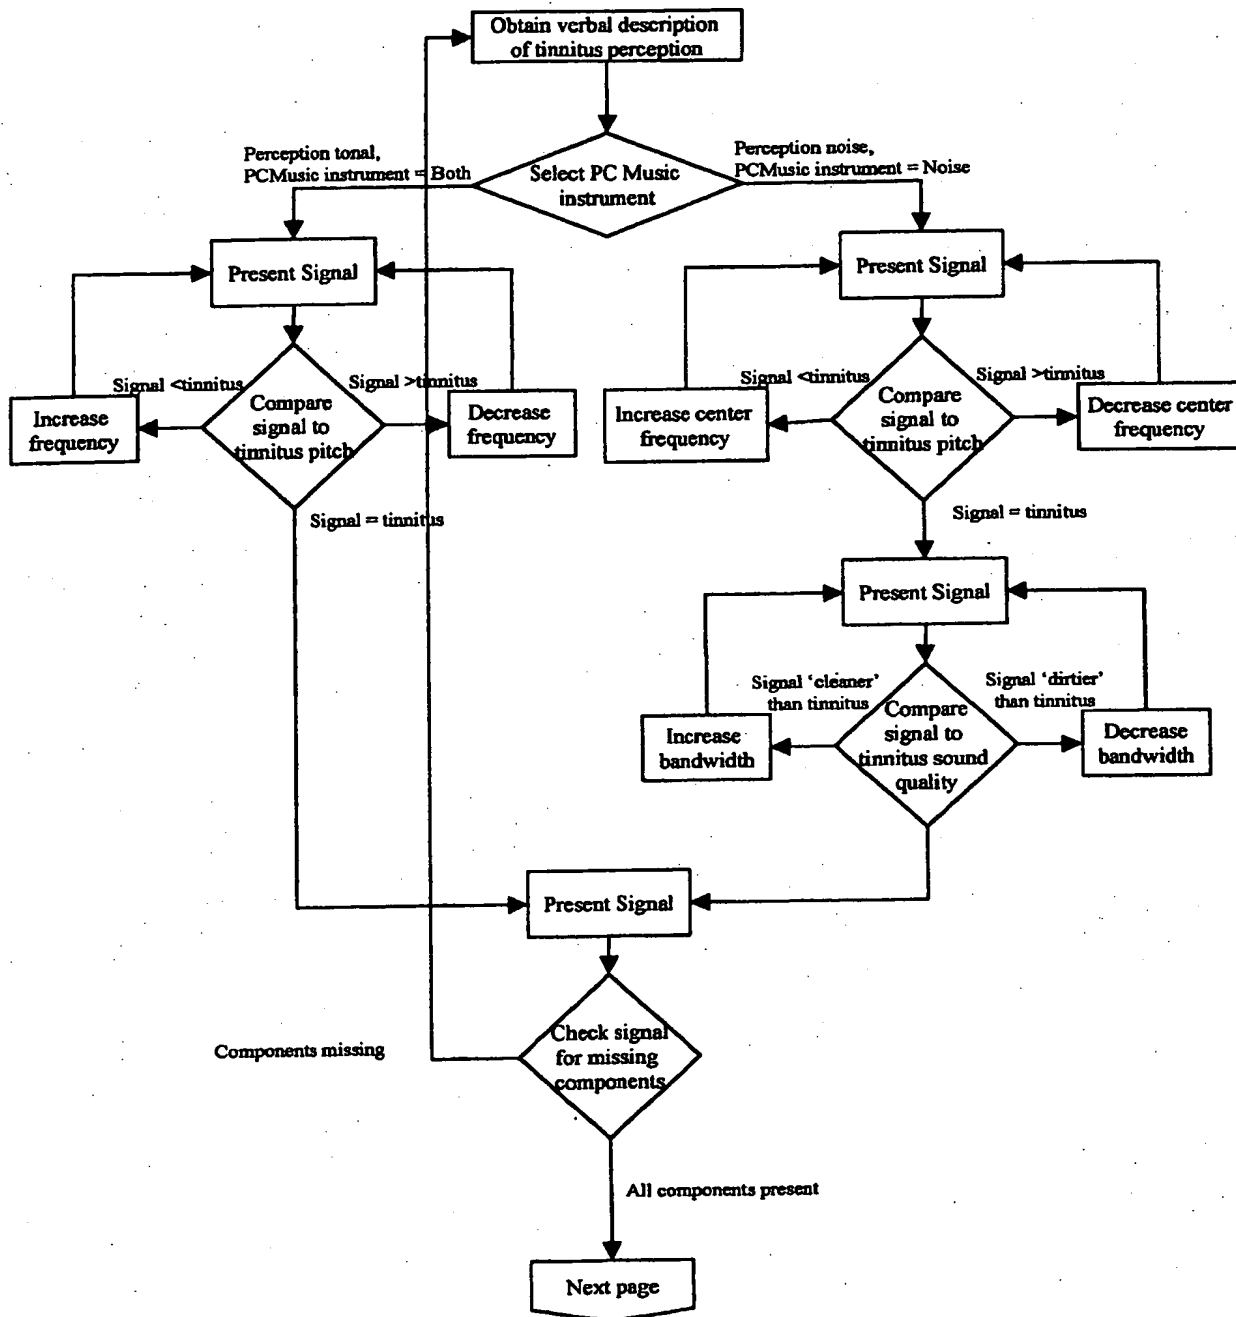 Obtain verbal description
of tinnitus perception
Perception tonal,
PCMusic instrument = Both
Select PC Music
instrument
Perception noise,
PCMusic instrument = Noise
Present Signal
Present Signal
Signal <tinnitus
Signal >tinnitus
Increase
frequency
Compare
signal to
tinnitus pitch
Decrease
frequency
Signal <tinnitus
Signal >tinnitus
Increase center
frequency
Compare
signal to
tinnitus pitch
Decrease center
frequency
Signal = tinnitus
Signal = tinnitus
Present Signal
Signal ‘cleaner’
than tinnitus
Signal ‘dirtier’
than tinnitus
Increase
bandwidth
Compare
signal to
tinnitus sound
quality
Decrease
bandwidth
Present Signal
Components missing
Check signal
for missing
components
All components present
Next page